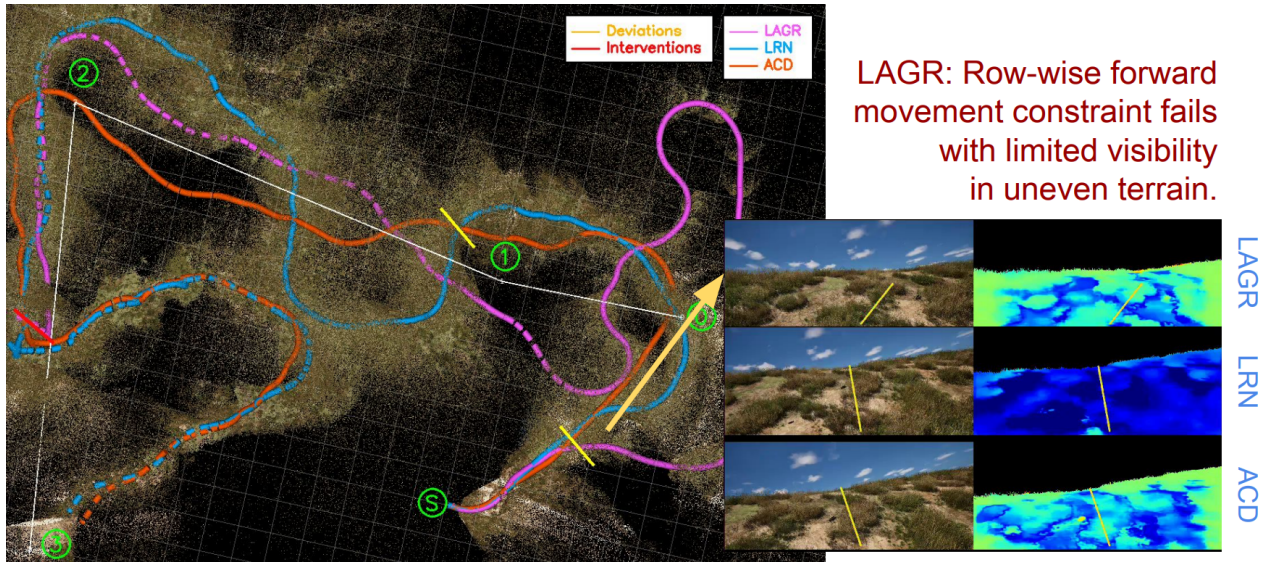 Deviations
Interventions
LAGR
LRN
ACD
LAGR: Row-wise forward
movement constraint fails
with limited visibility
in uneven terrain.
2
1
S
LAGR
LRN
ACD